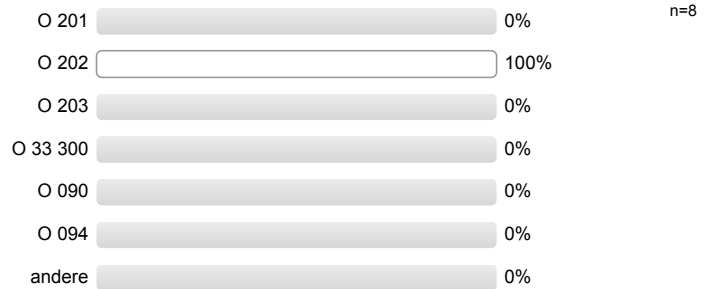 O 201 0% n=8
O 202 100%
O 203 0%
O 33 300 0%
O 090 0%
O 094 0%
andere 0%